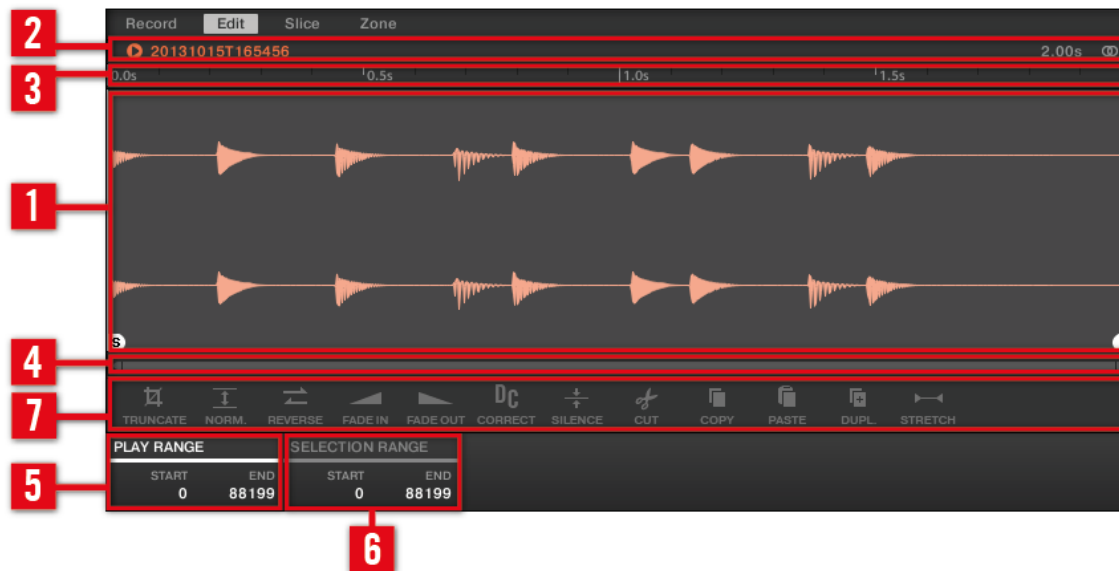 Record Edit Slice Zone
2
20131015T165456 2.00s
3
0.0s 0.5s 1.0s 1.5s
1
S
4
7
TRUNCATE NORM. REVERSE FADE IN FADE OUT DC CORRECT SILENCE CUT COPY PASTE DUPL. STRETCH
PLAY RANGE SELECTION RANGE
5
START END START END
0 88199 0 88199
6